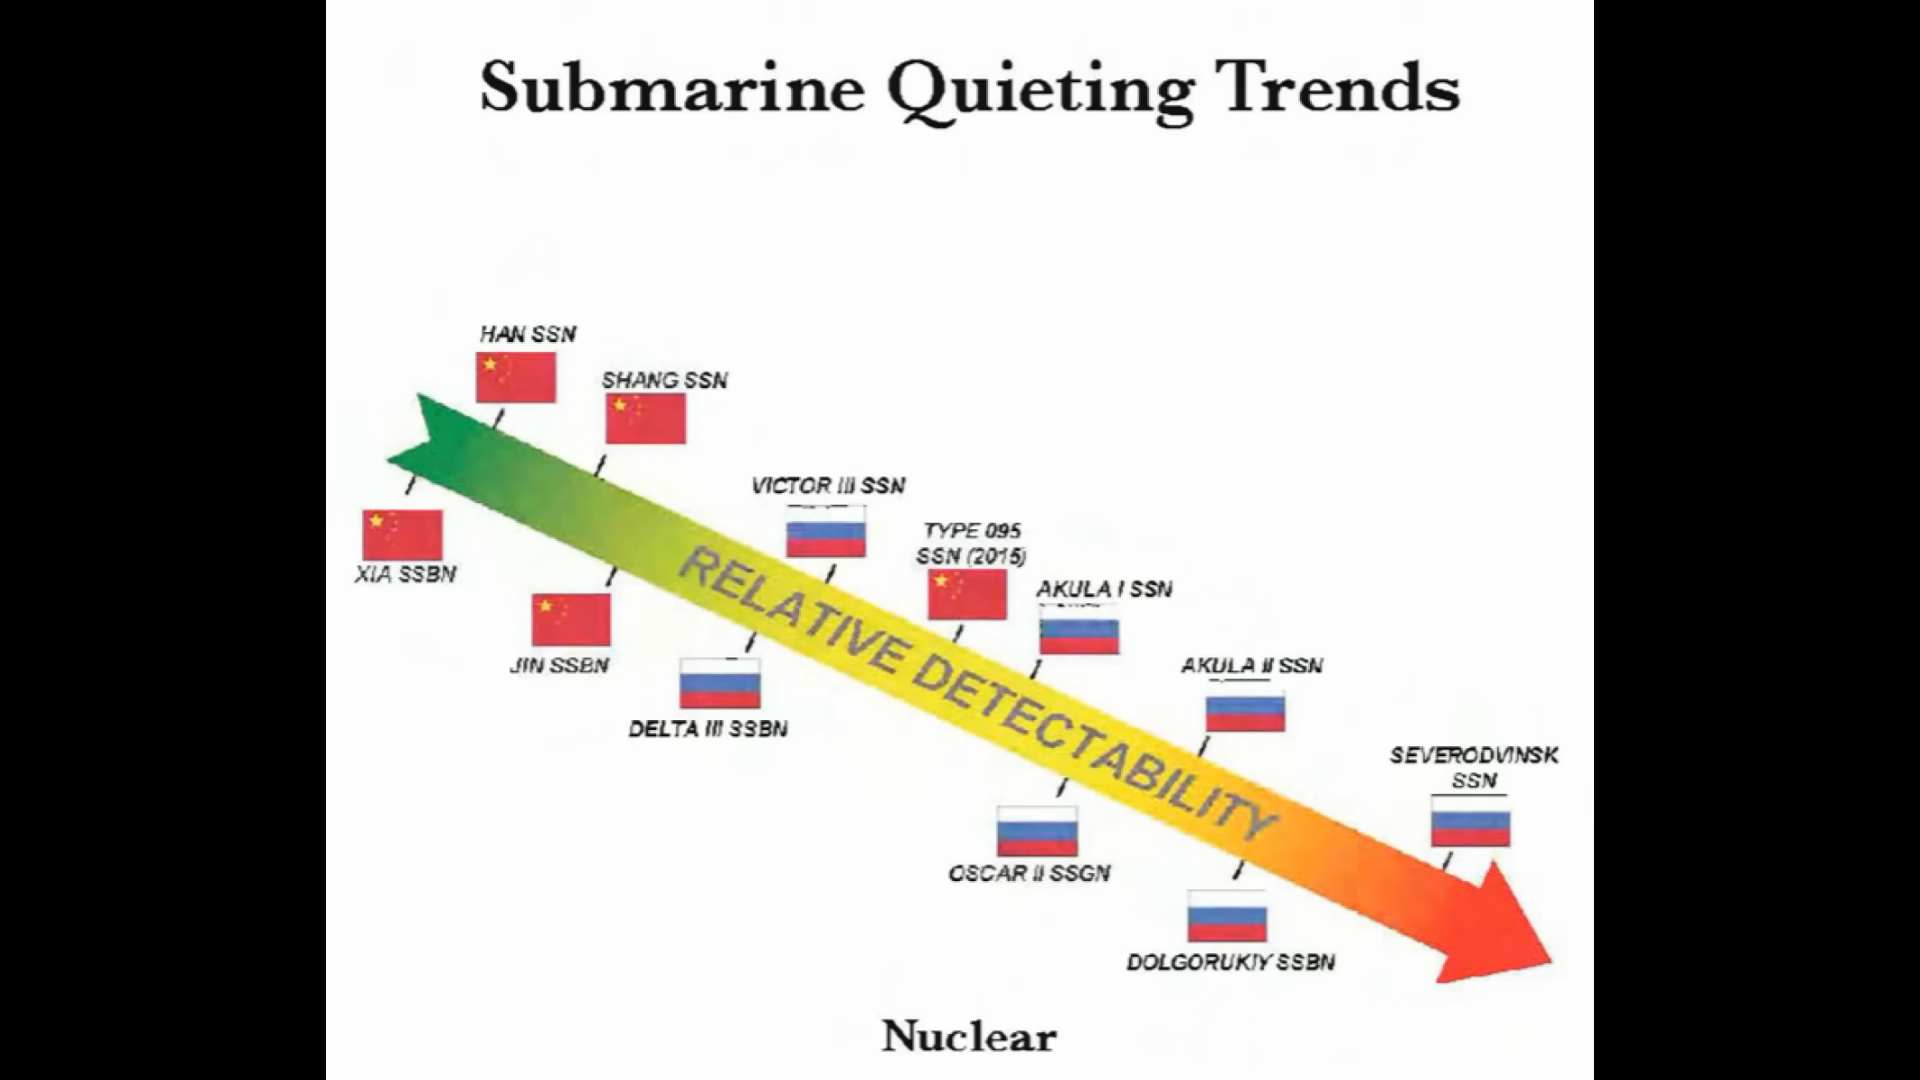 Submarine Quieting Trends
HAN SSN
SHANG SSN
VICTOR III SSN
TYPE 095
SSN (2015)
XIA SSBN
AKULA I SSN
JIN SSBN
AKULA II SSN
DELTA III SSBN
RELATIVE DETECTABILITY
SEVERODVINSK
SSN
OSCAR II SSGN
DOLGORUKIY SSBN
Nuclear